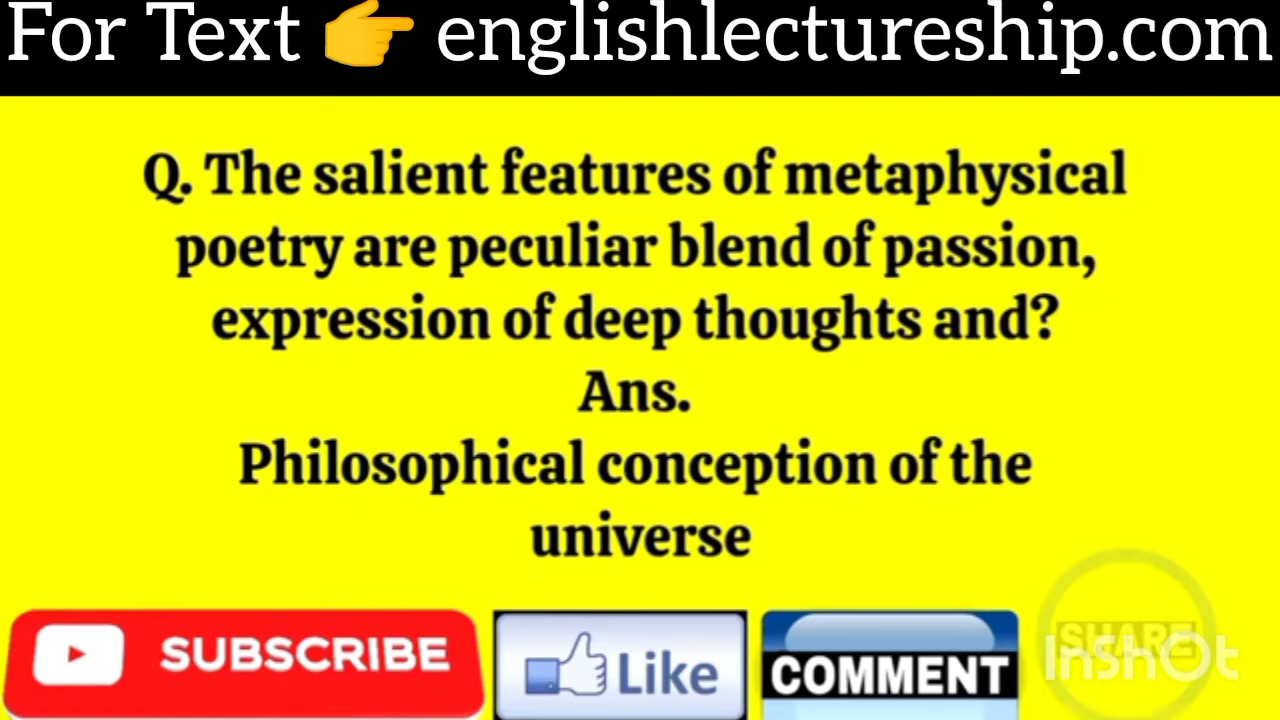 For Text 👉 englishlectureship.com
Q. The salient features of metaphysical
poetry are peculiar blend of passion,
expression of deep thoughts and?
Ans.
Philosophical conception of the
universe
SUBSCRIBE
Like
COMMENT
SHARE
InshOt